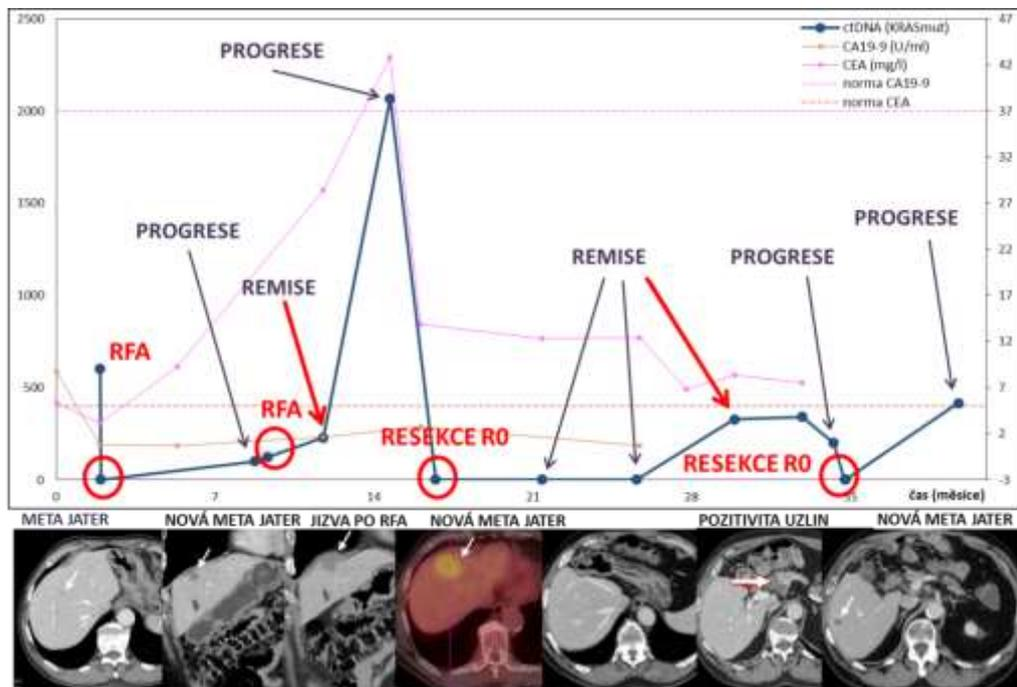 2500
2000
1500
1000
500
0
47
42
37
32
27
22
17
12
7
2
-3
ctDNA (KRASmut)
CA19-9 (U/ml)
CEA (mg/l)
norma CA19-9
norma CEA
PROGRESE
PROGRESE
REMISE
RFA
RFA
RESEKCE R0
REMISE
PROGRESE
PROGRESE
RESEKCE R0
0
7
14
21
28
35
čas (měsíce)
META JATER
NOVÁ META JATER
JIZVA PO RFA
NOVÁ META JATER
POZITIVITA UZLIN
NOVÁ META JATER